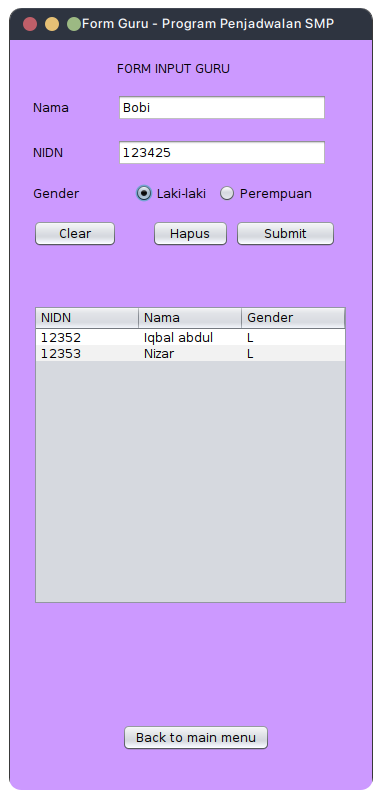 Form Guru - Program Penjadwalan SMP
FORM INPUT GURU
Nama Bobi
NIDN 123425
Gender Laki-laki Perempuan
Clear Hapus Submit
NIDN Nama Gender
12352 Iqbal abdul L
12353 Nizar L
Back to main menu